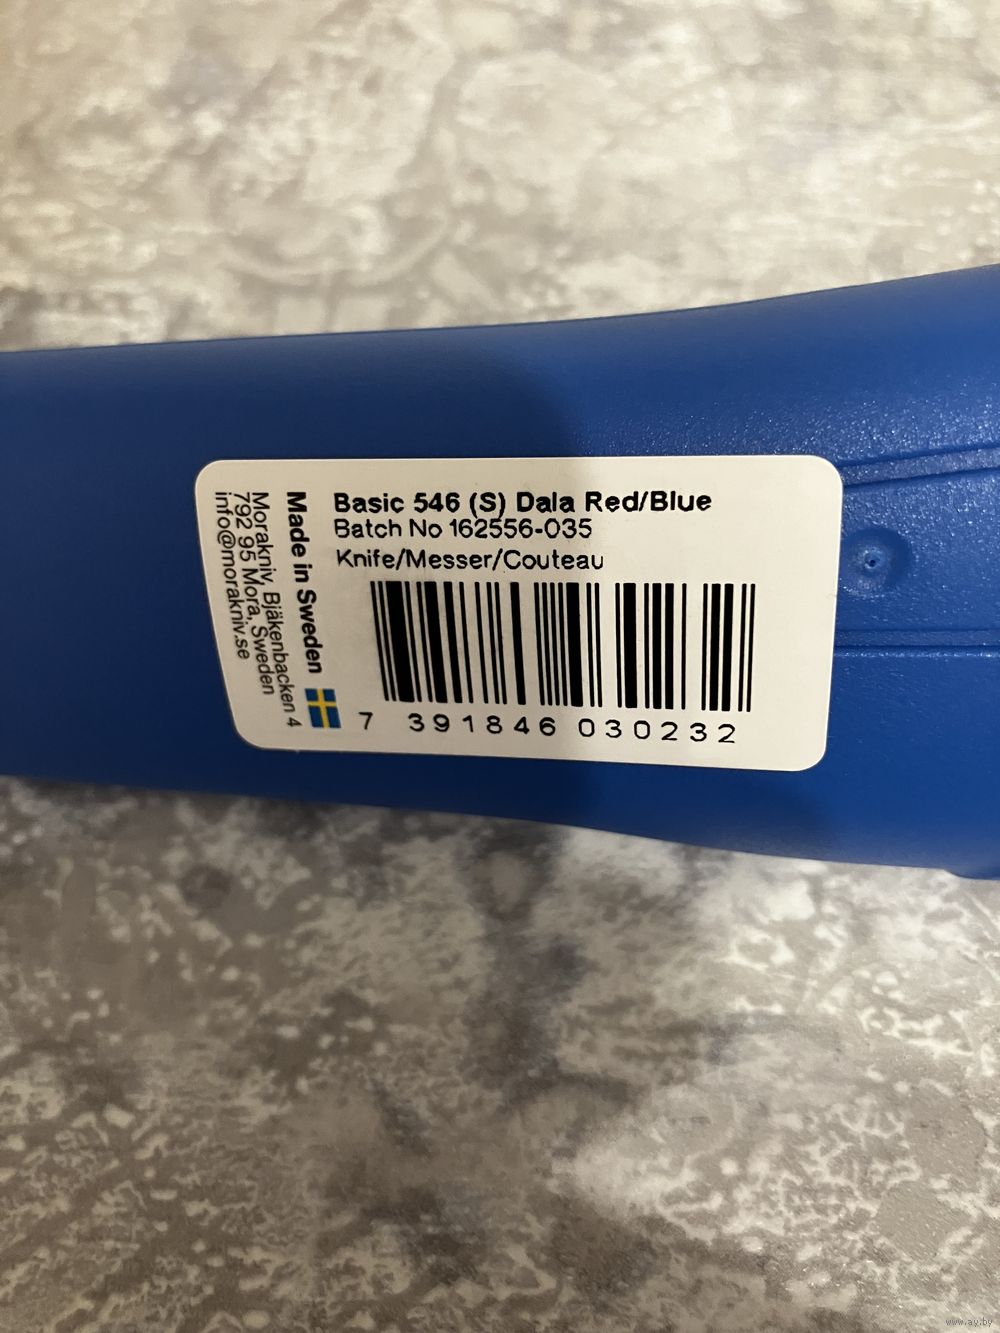 Basic 546 (S) Dala Red/Blue
Batch No 162556-035
Knife/Messer/Couteau
7 391846 030232
Made in Sweden
Morakniv, Bjäkenbacken 4
792 95 Mora, Sweden
info@morakniv.se
www.ay.by